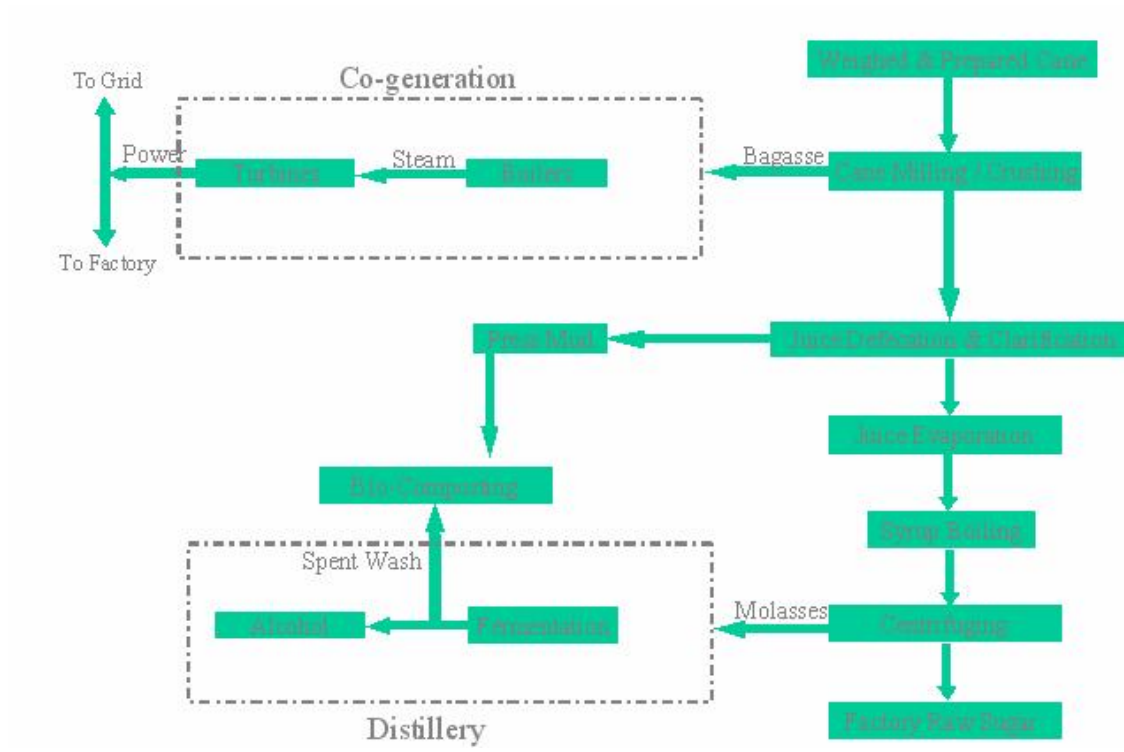 Weighed & Prepared Cane
Co-generation
To Grid
Power
Steam
Bagasse
Turbines
Boilers
Cane Milling / Crushing
To Factory
Press Mud
Juice Defecation & Clarification
Juice Evaporation
Bio-Composting
Syrup Boiling
Spent Wash
Molasses
Alcohol
Fermentation
Centrifuging
Factory Raw Sugar
Distillery